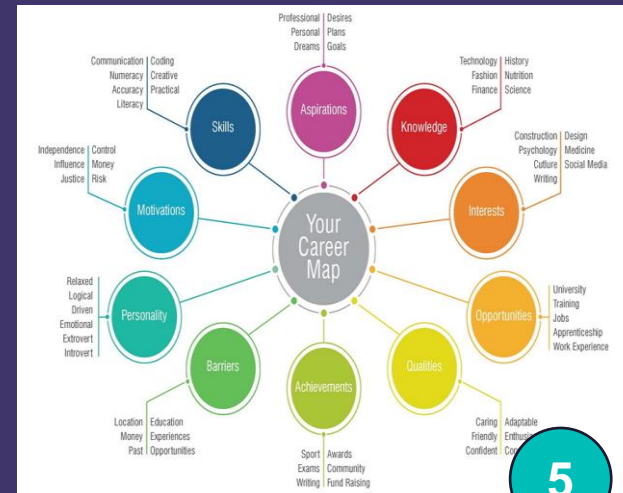 Professional | Desires
Personal | Plans
Dreams | Goals
Aspirations
Communication | Coding
Numeracy | Creative
Accuracy | Practical
Literacy
Skills
Technology | History
Fashion | Nutrition
Finance | Science
Knowledge
Independence | Control
Influence | Money
Justice | Risk
Motivations
Construction | Design
Psychology | Medicine
Cutlure | Social Media
Writing
Interests
Your
Career
Map
Relaxed
Logical
Driven
Emotional
Extrovert
Introvert
Personality
University
Training
Jobs
Apprenticeship
Work Experience
Opportunities
Barriers
Location | Education
Money | Experiences
Past | Opportunities
Achievements
Sport | Awards
Exams | Community
Writing | Fund Raising
Qualities
Caring | Adaptable
Friendly
Confident
5